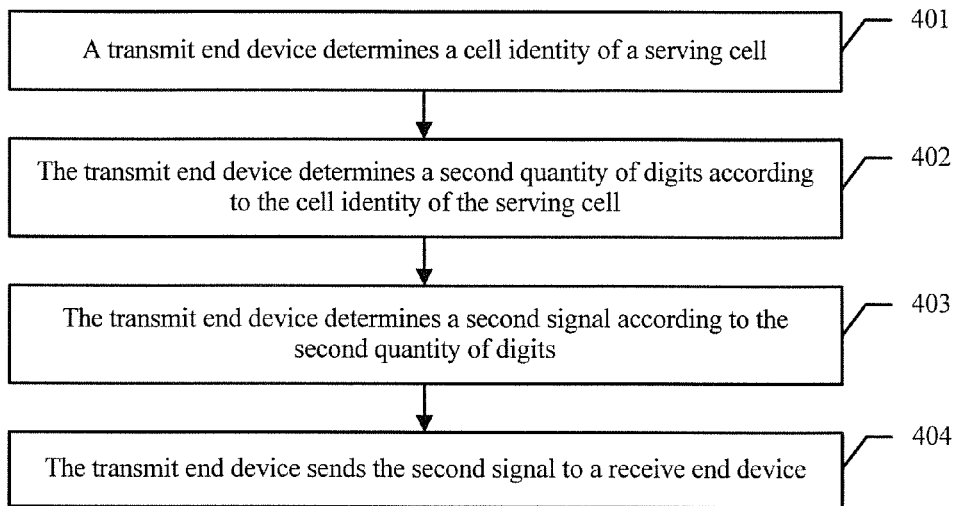 401
A transmit end device determines a cell identity of a serving cell
402
The transmit end device determines a second quantity of digits according
to the cell identity of the serving cell
403
The transmit end device determines a second signal according to the
second quantity of digits
404
The transmit end device sends the second signal to a receive end device